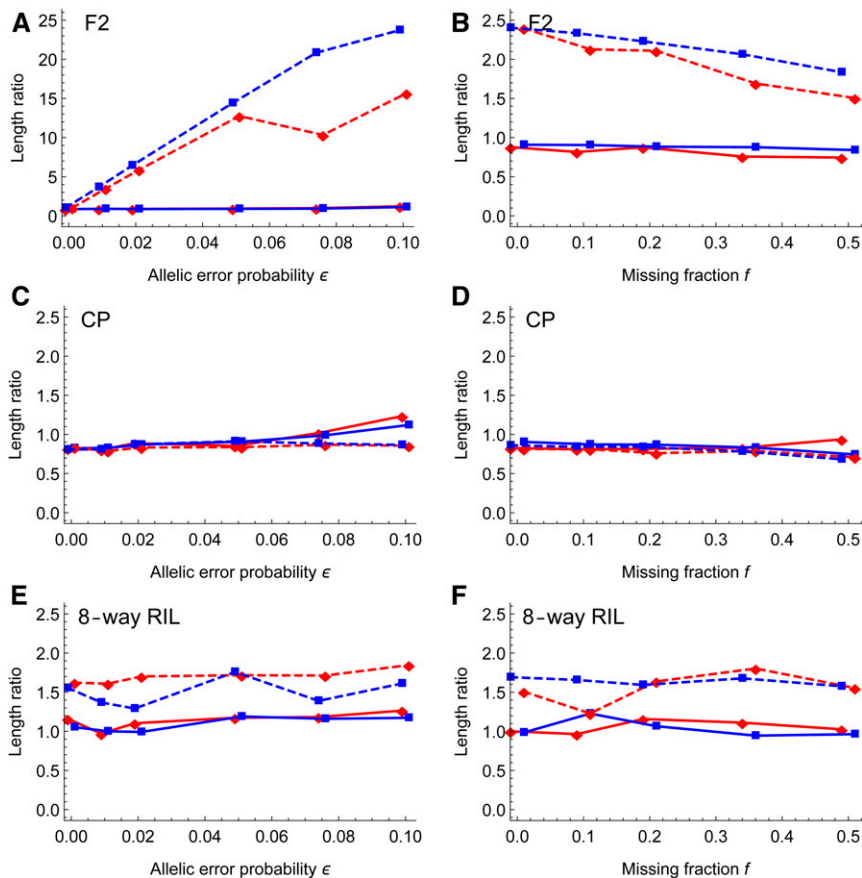 A F2
Length ratio
25
20
15
10
5
0
0.00 0.02 0.04 0.06 0.08 0.10
Allelic error probability ϵ
B F2
Length ratio
2.5
2.0
1.5
1.0
0.5
0.0
0.0 0.1 0.2 0.3 0.4 0.5
Missing fraction f
C CP
Length ratio
2.5
2.0
1.5
1.0
0.5
0.0
0.00 0.02 0.04 0.06 0.08 0.10
Allelic error probability ϵ
D CP
Length ratio
2.5
2.0
1.5
1.0
0.5
0.0
0.0 0.1 0.2 0.3 0.4 0.5
Missing fraction f
E 8-way RIL
Length ratio
2.5
2.0
1.5
1.0
0.5
0.0
0.00 0.02 0.04 0.06 0.08 0.10
Allelic error probability ϵ
F 8-way RIL
Length ratio
2.5
2.0
1.5
1.0
0.5
0.0
0.0 0.1 0.2 0.3 0.4 0.5
Missing fraction f